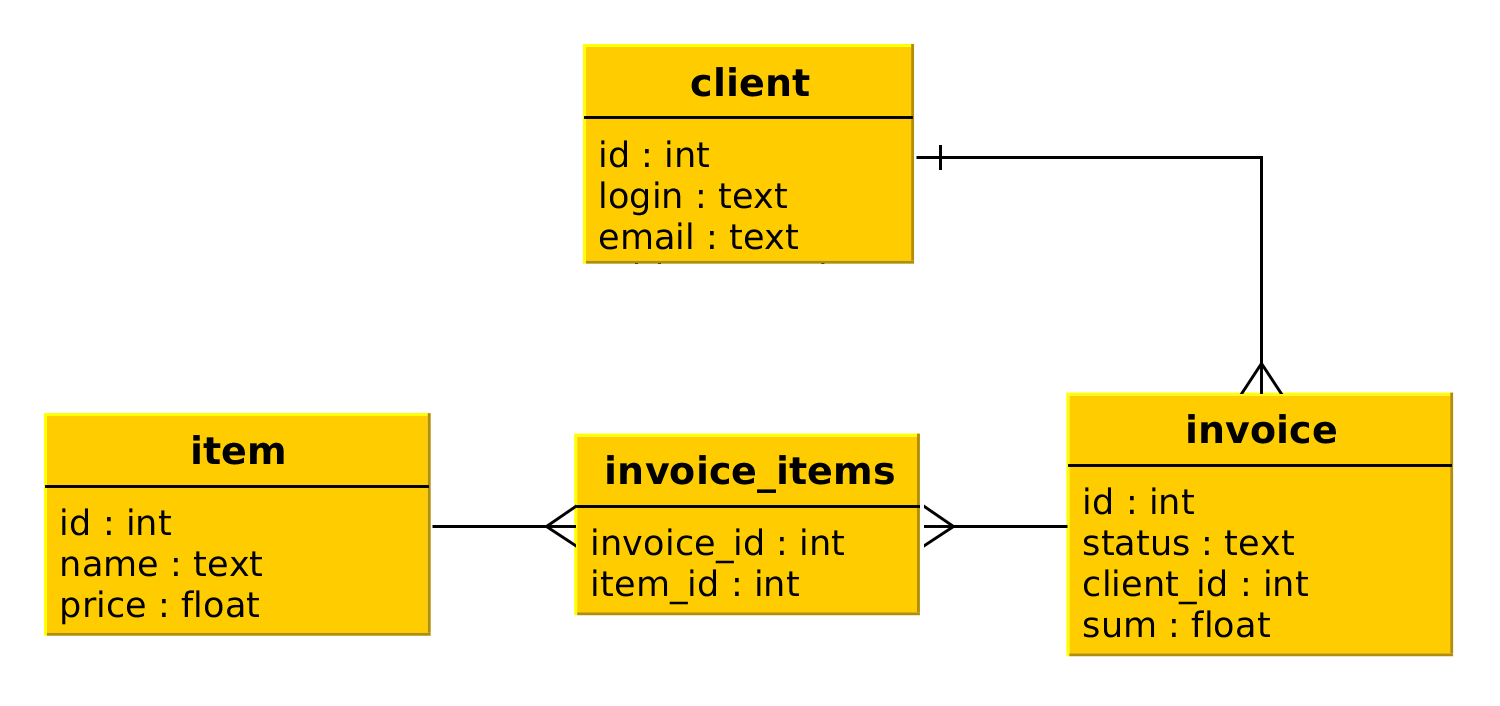 client
id : int
login : text
email : text
item
id : int
name : text
price : float
invoice_items
invoice_id : int
item_id : int
invoice
id : int
status : text
client_id : int
sum : float